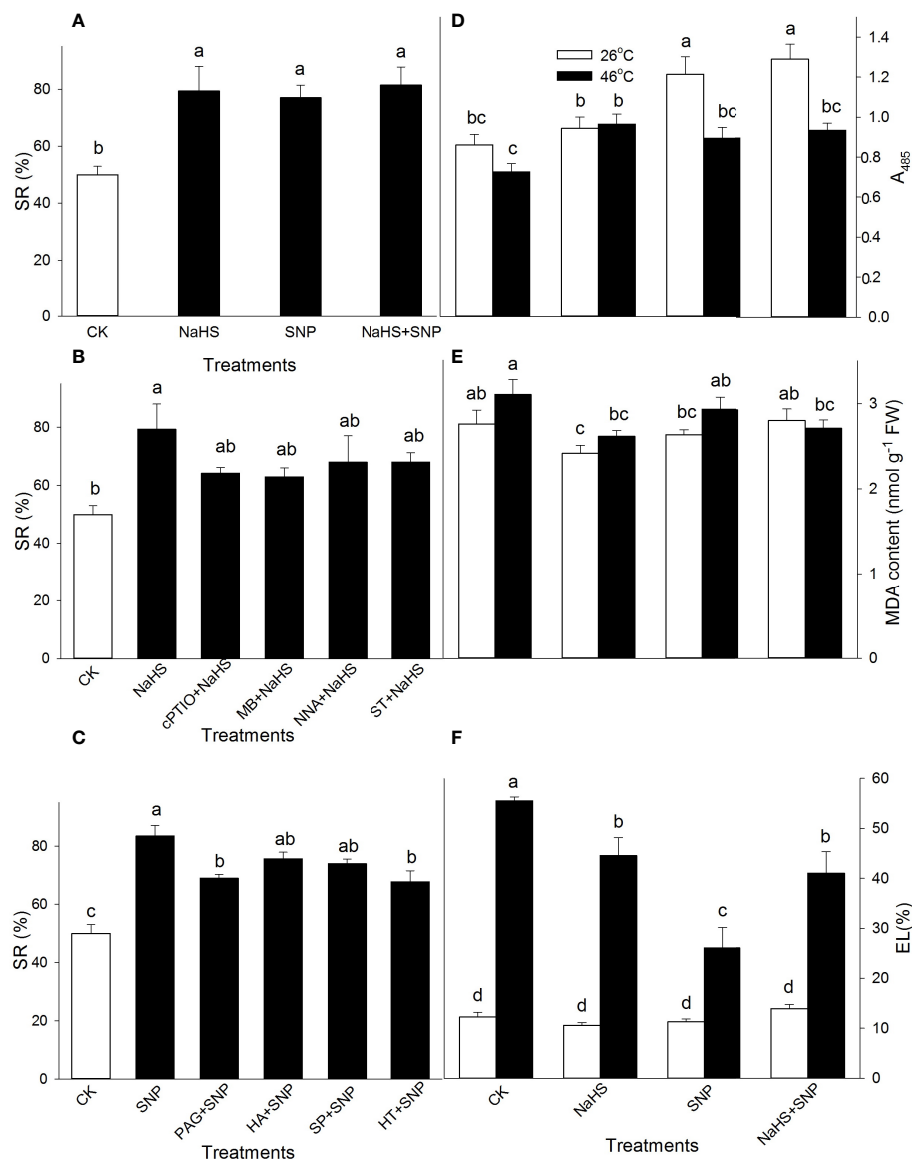 A
SR (%)
80
60
40
20
0
b
a
a
a
CK
NaHS
SNP
NaHS+SNP
Treatments
D
26°C
46°C
bc
c
b
b
a
bc
a
bc
1.4
1.2
1.0
0.8
0.6
0.4
0.2
0.0
A485
B
SR (%)
80
60
40
20
0
b
a
ab
ab
ab
ab
CK
NaHS
cPTIO+NaHS
MB+NaHS
NNA+NaHS
ST+NaHS
Treatments
E
ab
a
c
bc
bc
ab
ab
bc
3
2
1
0
MDA content (nmol g⁻¹ FW)
C
SR (%)
80
60
40
20
0
c
a
b
ab
ab
b
CK
SNP
PAG+SNP
HA+SNP
SP+SNP
HT+SNP
Treatments
F
d
a
d
b
d
c
d
b
60
50
40
30
20
10
0
EL(%)
CK
NaHS
SNP
NaHS+SNP
Treatments